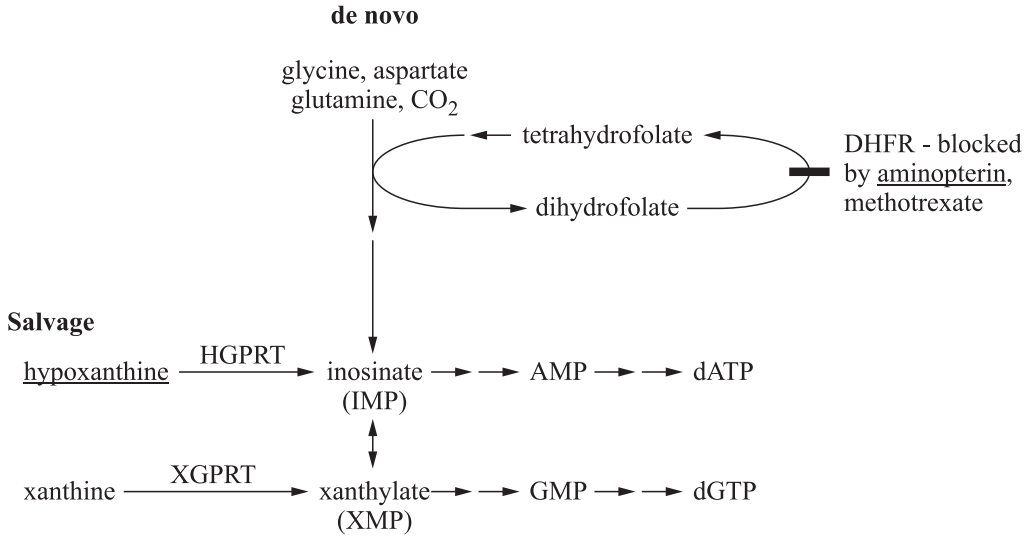 de novo
glycine, aspartate
glutamine, CO₂
tetrahydrofolate
DHFR - blocked
by aminopterin,
methotrexate
dihydrofolate
Salvage
hypoxanthine
HGPRT
inosinate
(IMP)
AMP
dATP
xanthine
XGPRT
xanthylate
(XMP)
GMP
dGTP